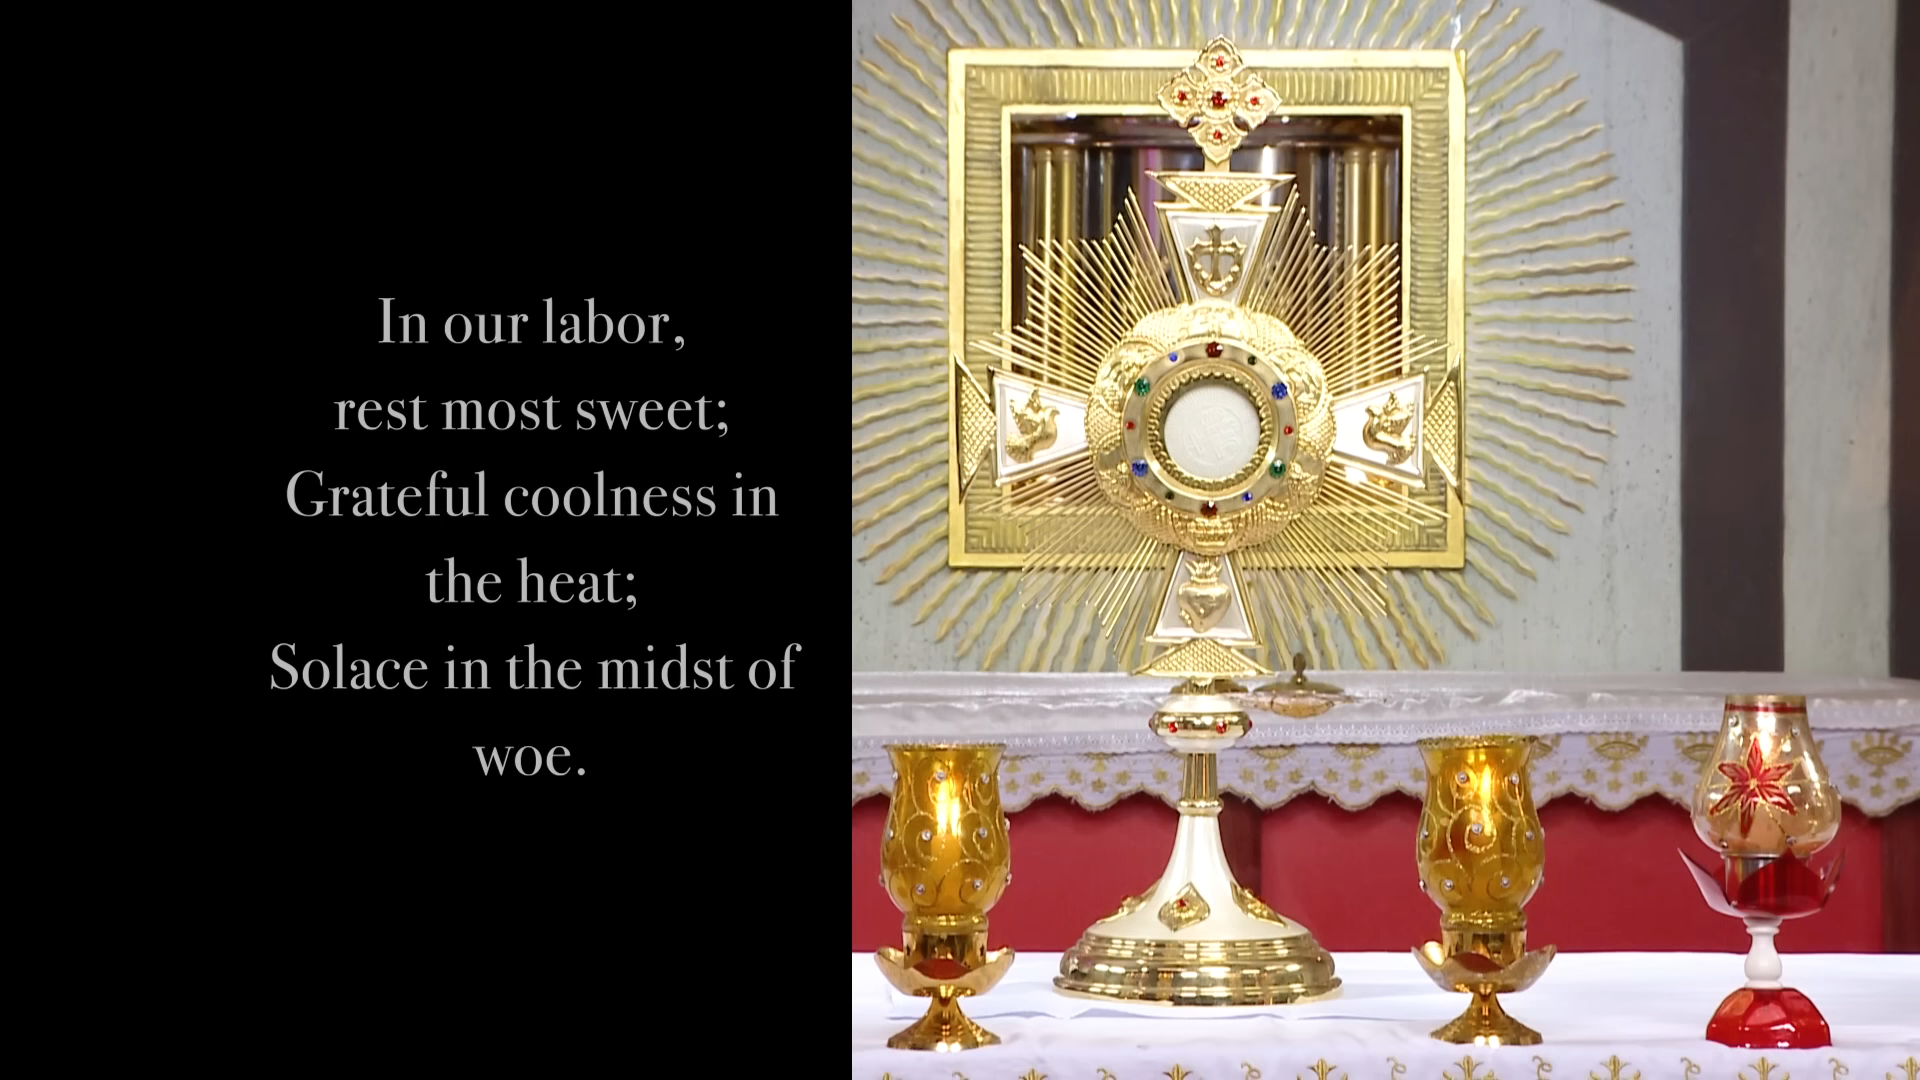 In our labor,
rest most sweet;
Grateful coolness in
the heat;
Solace in the midst of
woe.